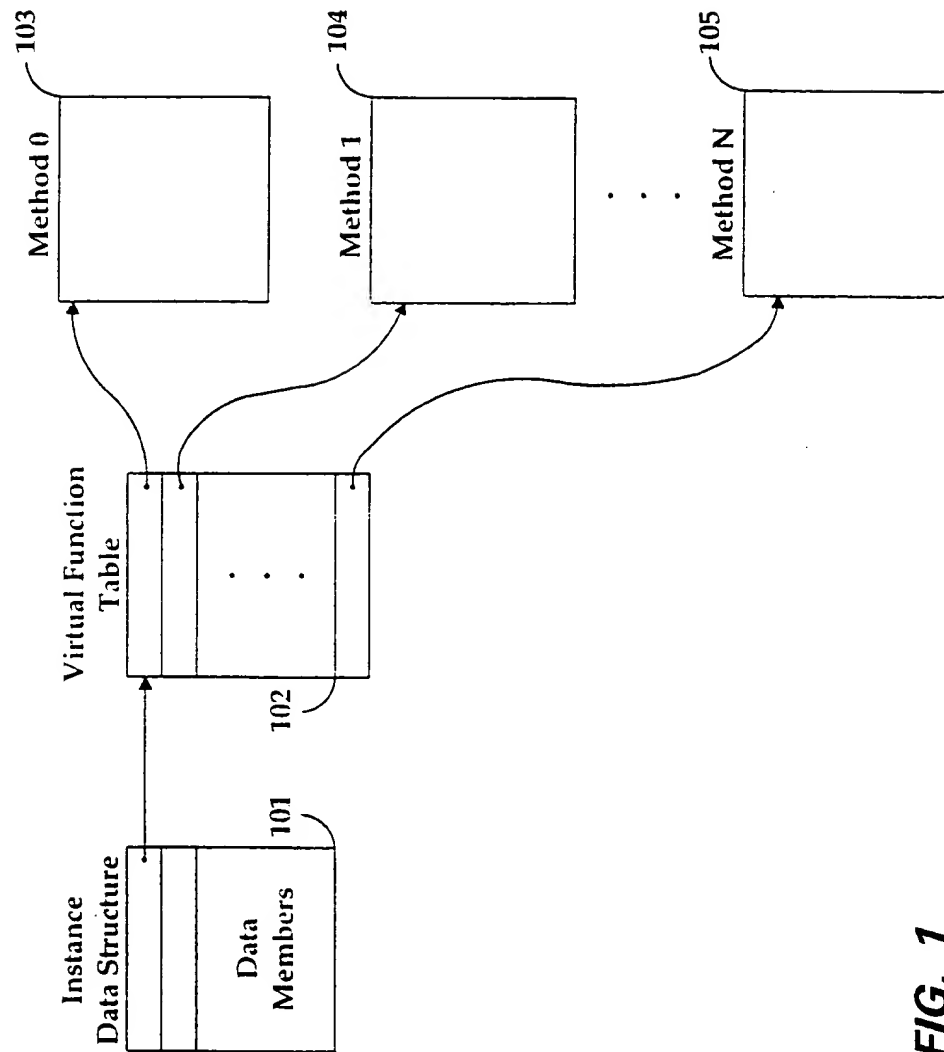 Instance
Data Structure
Data
Members
101
Virtual Function
Table
. . .
102
Method 0
103
Method 1
104
. . .
Method N
105
FIG. 1